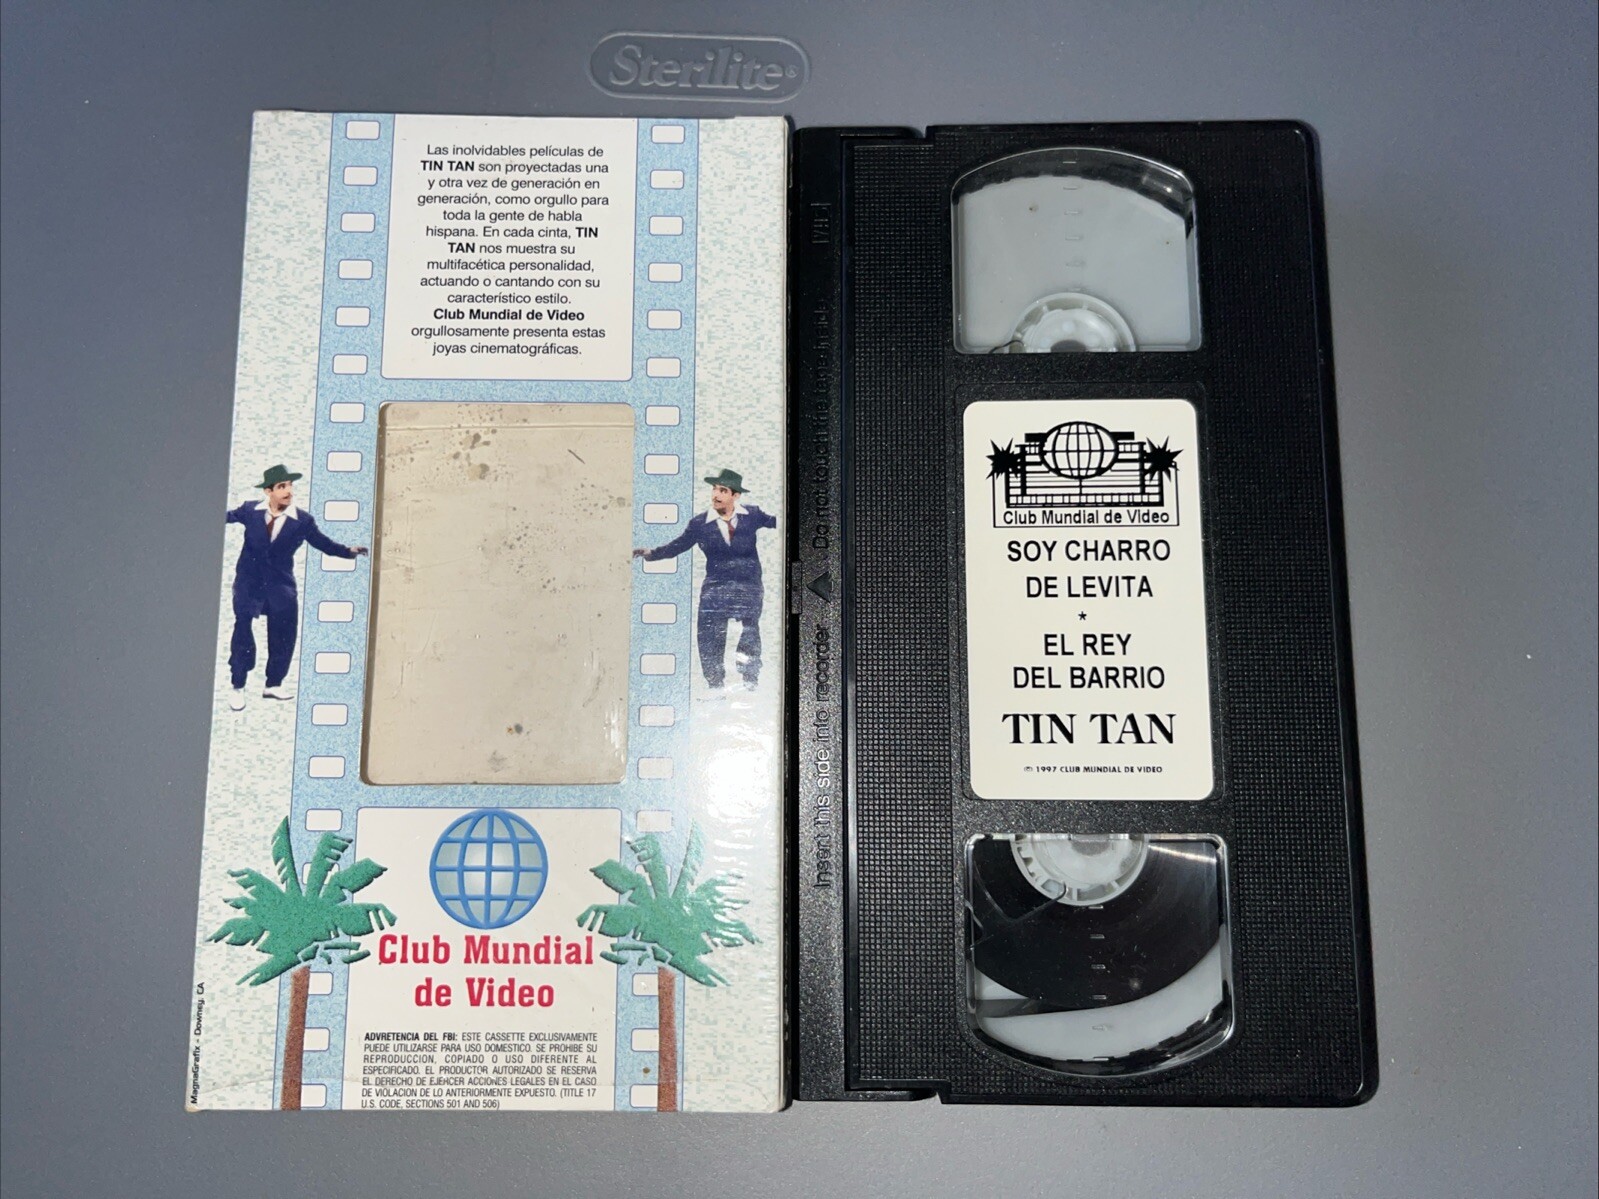 Sterilite®
Las inolvidables películas de
TIN TAN son proyectadas una
y otra vez de generación en
generación, como orgullo para
toda la gente de habla
hispana. En cada cinta, TIN
TAN nos muestra su
multifacética personalidad,
actuando o cantando con su
característico estilo.
Club Mundial de Video
orgullosamente presenta estas
joyas cinematográficas.
Club Mundial
de Video
ADVRETENCIA DEL FBI: ESTE CASSETTE EXCLUSIVAMENTE
PUEDE UTILIZARSE PARA USO DOMESTICO. SE PROHIBE SU
REPRODUCCION, COPIADO O USO DIFERENTE AL
ESPECIFICADO. EL PRODUCTOR AUTORIZADO SE RESERVA
EL DERECHO DE EJERCER ACCIONES LEGALES EN EL CASO
DE VIOLACION DE LO ANTERIORMENTE EXPUESTO. (TITLE 17
U.S. CODE, SECTIONS 501 AND 506)
MagnaGrafix - Downey, CA
VHS
Insert this side into recorder ▲ Do not touch the tape inside
Club Mundial de Video
SOY CHARRO
DE LEVITA
*
EL REY
DEL BARRIO
TIN TAN
1997 CLUB MUNDIAL DE VIDEO